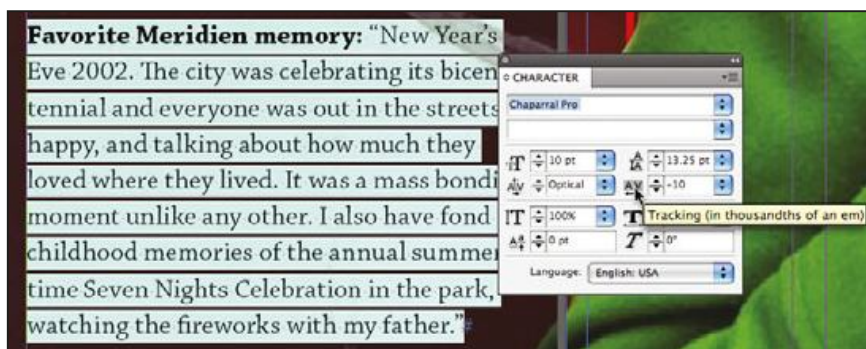 Favorite Meridien memory: “New Year’s
Eve 2002. The city was celebrating its bicen
tennial and everyone was out in the streets
happy, and talking about how much they
loved where they lived. It was a mass bondi
moment unlike any other. I also have fond
childhood memories of the annual summer
time Seven Nights Celebration in the park,
watching the fireworks with my father.”#
CHARACTER
Chaparral Pro
10 pt
13.25 pt
Optical
-10
100%
Tracking (in thousandths of an em)
0 pt
0°
Language: English: USA